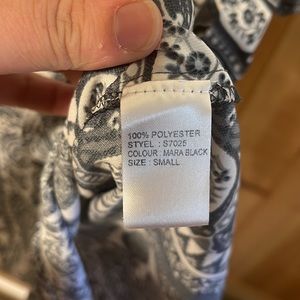 100% POLYESTER
STYEL : S7025
COLOUR : MARA BLACK
SIZE : SMALL